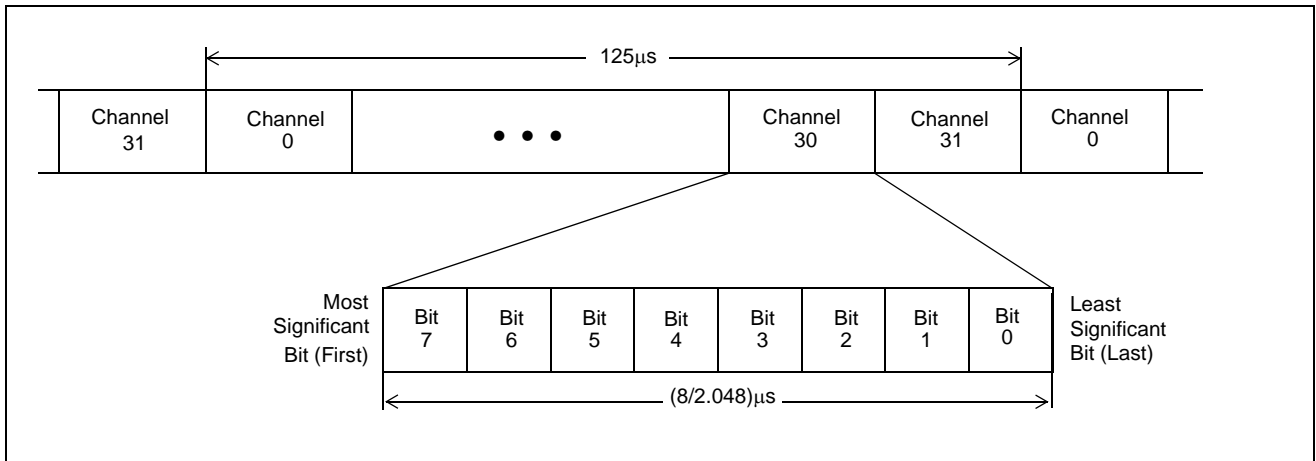 125μs
Channel
31
Channel
0
• • •
Channel
30
Channel
31
Channel
0
Most
Significant
Bit (First)
Bit
7
Bit
6
Bit
5
Bit
4
Bit
3
Bit
2
Bit
1
Bit
0
Least
Significant
Bit (Last)
(8/2.048)μs